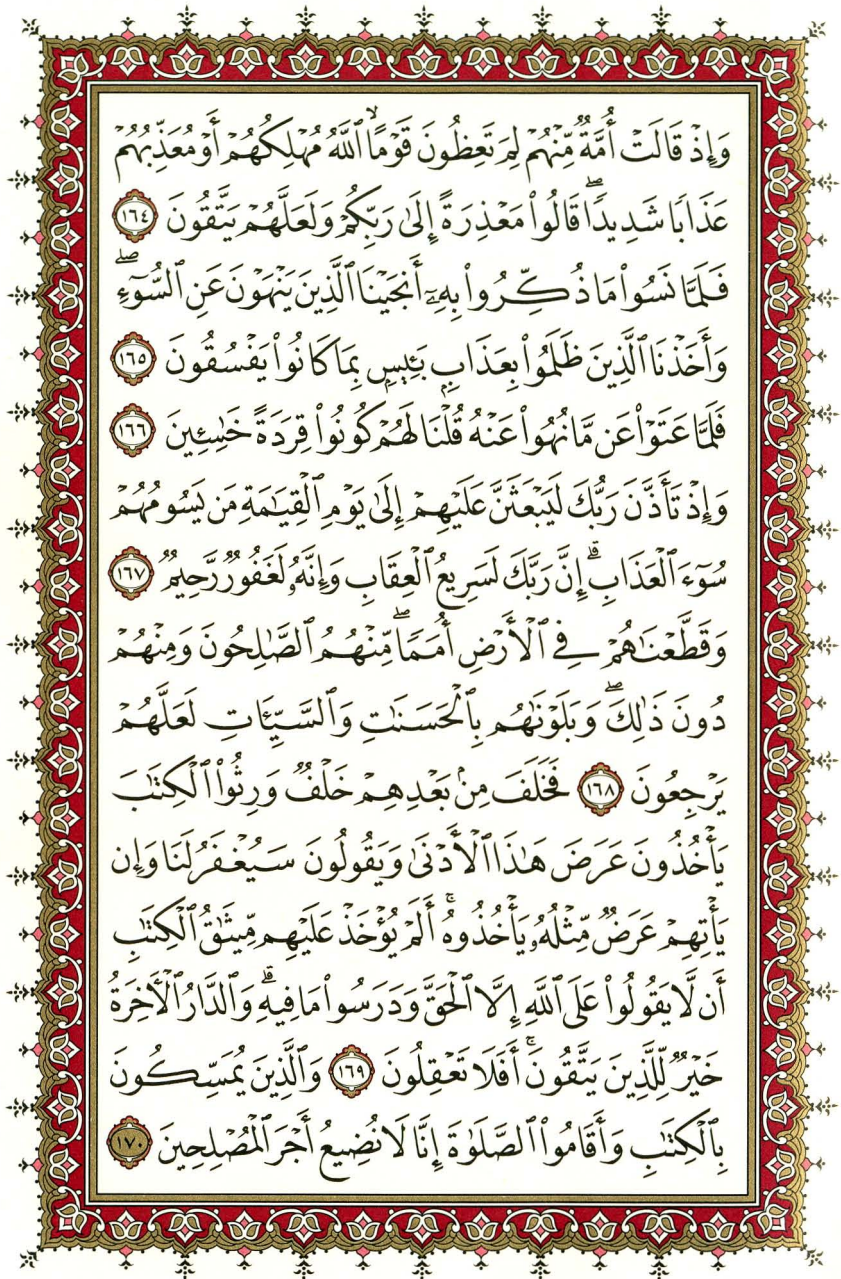 وَإِذْ قَالَتْ أُمَّةٌ مِّنْهُمْ لِمَ تَعِظُونَ قَوْمًا ۙ ٱللَّهُ مُهْلِكُهُمْ أَوْ مُعَذِّبُهُمْ
عَذَابًا شَدِيدًا ۖ قَالُوا۟ مَعْذِرَةً إِلَىٰ رَبِّكُمْ وَلَعَلَّهُمْ يَتَّقُونَ ١٦٤
فَلَمَّا نَسُوا۟ مَا ذُكِّرُوا۟ بِهِۦٓ أَنجَيْنَا ٱلَّذِينَ يَنْهَوْنَ عَنِ ٱلسُّوٓءِ ۖ
وَأَخَذْنَا ٱلَّذِينَ ظَلَمُوا۟ بِعَذَابٍۭ بَـِٔيسٍۭ بِمَا كَانُوا۟ يَفْسُقُونَ ١٦٥
فَلَمَّا عَتَوْا۟ عَن مَّا نُهُوا۟ عَنْهُ قُلْنَا لَهُمْ كُونُوا۟ قِرَدَةً خَـٰسِـِٔينَ ١٦٦
وَإِذْ تَأَذَّنَ رَبُّكَ لَيَبْعَثَنَّ عَلَيْهِمْ إِلَىٰ يَوْمِ ٱلْقِيَـٰمَةِ مَن يَسُومُهُمْ
سُوٓءَ ٱلْعَذَابِ ۗ إِنَّ رَبَّكَ لَسَرِيعُ ٱلْعِقَابِ ۖ وَإِنَّهُۥ لَغَفُورٌ رَّحِيمٌ ١٦٧
وَقَطَّعْنَـٰهُمْ فِى ٱلْأَرْضِ أُمَمًا ۖ مِّنْهُمُ ٱلصَّـٰلِحُونَ وَمِنْهُمْ
دُونَ ذَٰلِكَ ۖ وَبَلَوْنَـٰهُم بِٱلْحَسَنَـٰتِ وَٱلسَّيِّـَٔاتِ لَعَلَّهُمْ
يَرْجِعُونَ ١٦٨ فَخَلَفَ مِنۢ بَعْدِهِمْ خَلْفٌ وَرِثُوا۟ ٱلْكِتَـٰبَ
يَأْخُذُونَ عَرَضَ هَـٰذَا ٱلْأَدْنَىٰ وَيَقُولُونَ سَيُغْفَرُ لَنَا وَإِن
يَأْتِهِمْ عَرَضٌ مِّثْلُهُۥ يَأْخُذُوهُ ۚ أَلَمْ يُؤْخَذْ عَلَيْهِم مِّيثَـٰقُ ٱلْكِتَـٰبِ
أَن لَّا يَقُولُوا۟ عَلَى ٱللَّهِ إِلَّا ٱلْحَقَّ وَدَرَسُوا۟ مَا فِيهِ ۗ وَٱلدَّارُ ٱلْـَٔاخِرَةُ
خَيْرٌ لِّلَّذِينَ يَتَّقُونَ ۗ أَفَلَا تَعْقِلُونَ ١٦٩ وَٱلَّذِينَ يُمَسِّكُونَ
بِٱلْكِتَـٰبِ وَأَقَامُوا۟ ٱلصَّلَوٰةَ إِنَّا لَا نُضِيعُ أَجْرَ ٱلْمُصْلِحِينَ ١٧٠